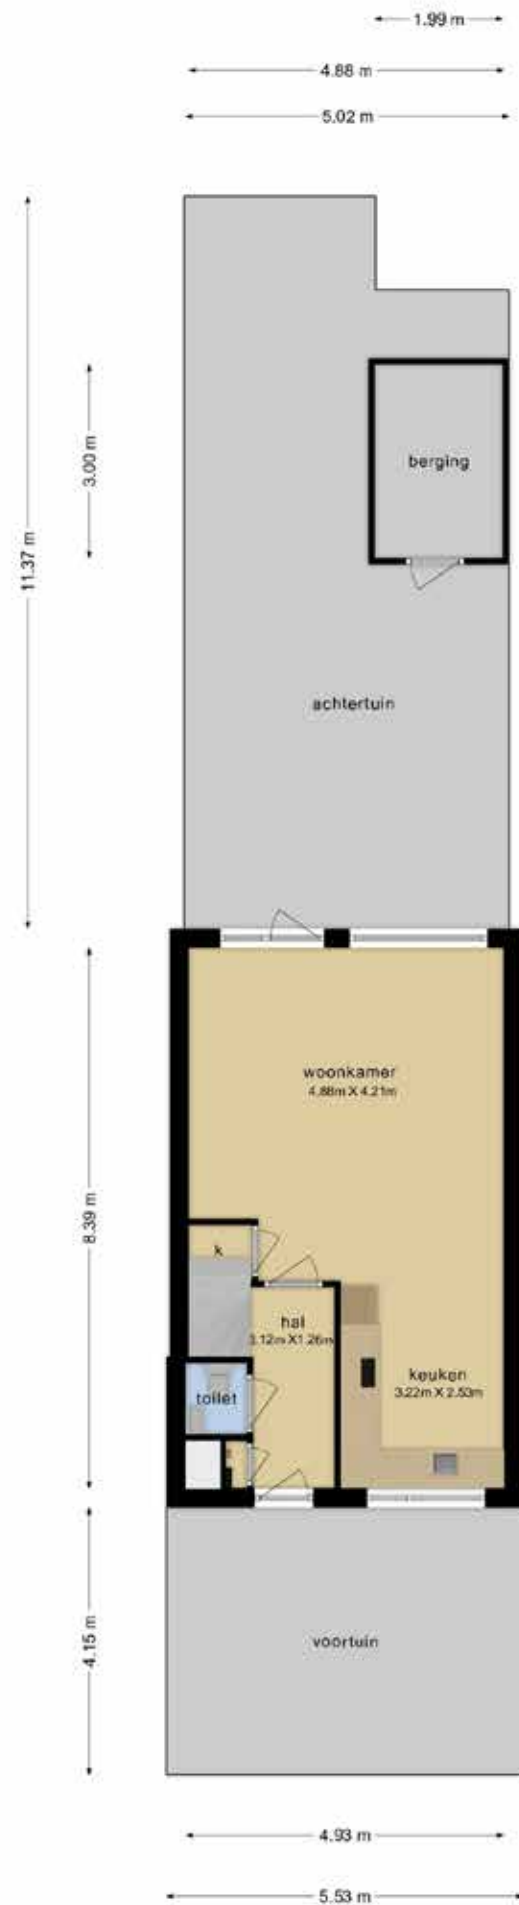 1.99 m
4.88 m
5.02 m
berging
3.00 m
11.37 m
achtertuin
woonkamer
4.88m X 4.21m
8.39 m
k
hal
3.12m X1.26m
keuken
3.22m X 2.53m
toilet
voortuin
4.15 m
4.93 m
5.53 m